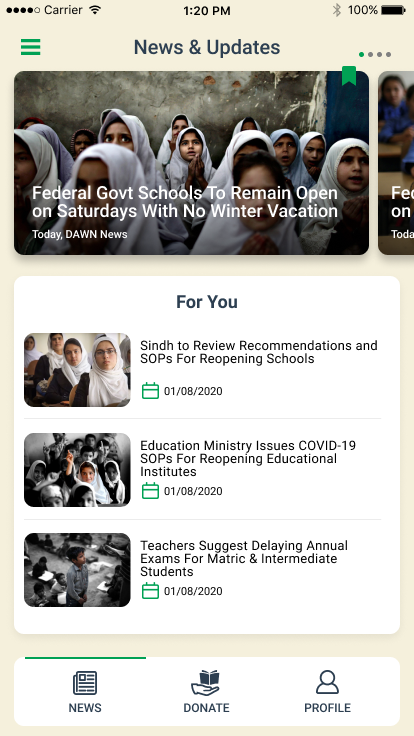 Carrier 1:20 PM 100%
News & Updates
Federal Govt Schools To Remain Open
on Saturdays With No Winter Vacation
Today, DAWN News
Fed
on
Toda
For You
Sindh to Review Recommendations and
SOPs For Reopening Schools
01/08/2020
Education Ministry Issues COVID-19
SOPs For Reopening Educational
Institutes
01/08/2020
Teachers Suggest Delaying Annual
Exams For Matric & Intermediate
Students
01/08/2020
NEWS DONATE PROFILE